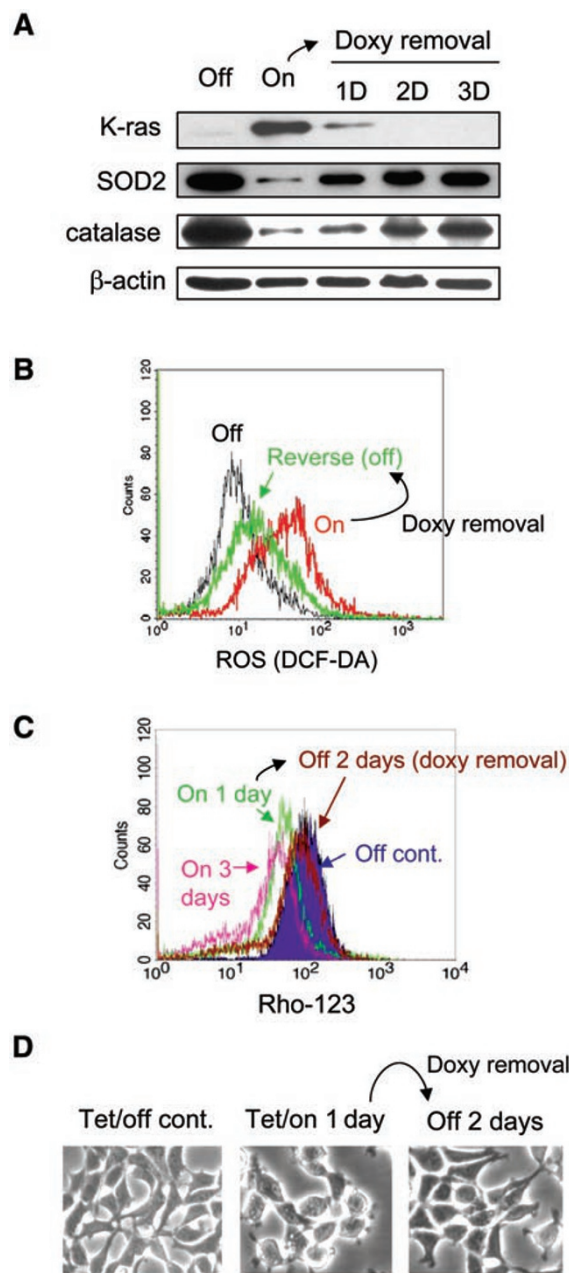 A
Doxy removal
Off On 1D 2D 3D
K-ras
SOD2
catalase
β-actin
B
120
100
80
60
40
20
0
Counts
Off
Reverse (off)
On
Doxy removal
10⁰ 10¹ 10² 10³
ROS (DCF-DA)
C
120
100
80
60
40
20
0
Counts
Off 2 days (doxy removal)
On 1 day
Off cont.
On 3
days
10⁰ 10¹ 10² 10³ 10⁴
Rho-123
D
Doxy removal
Tet/off cont. Tet/on 1 day Off 2 days